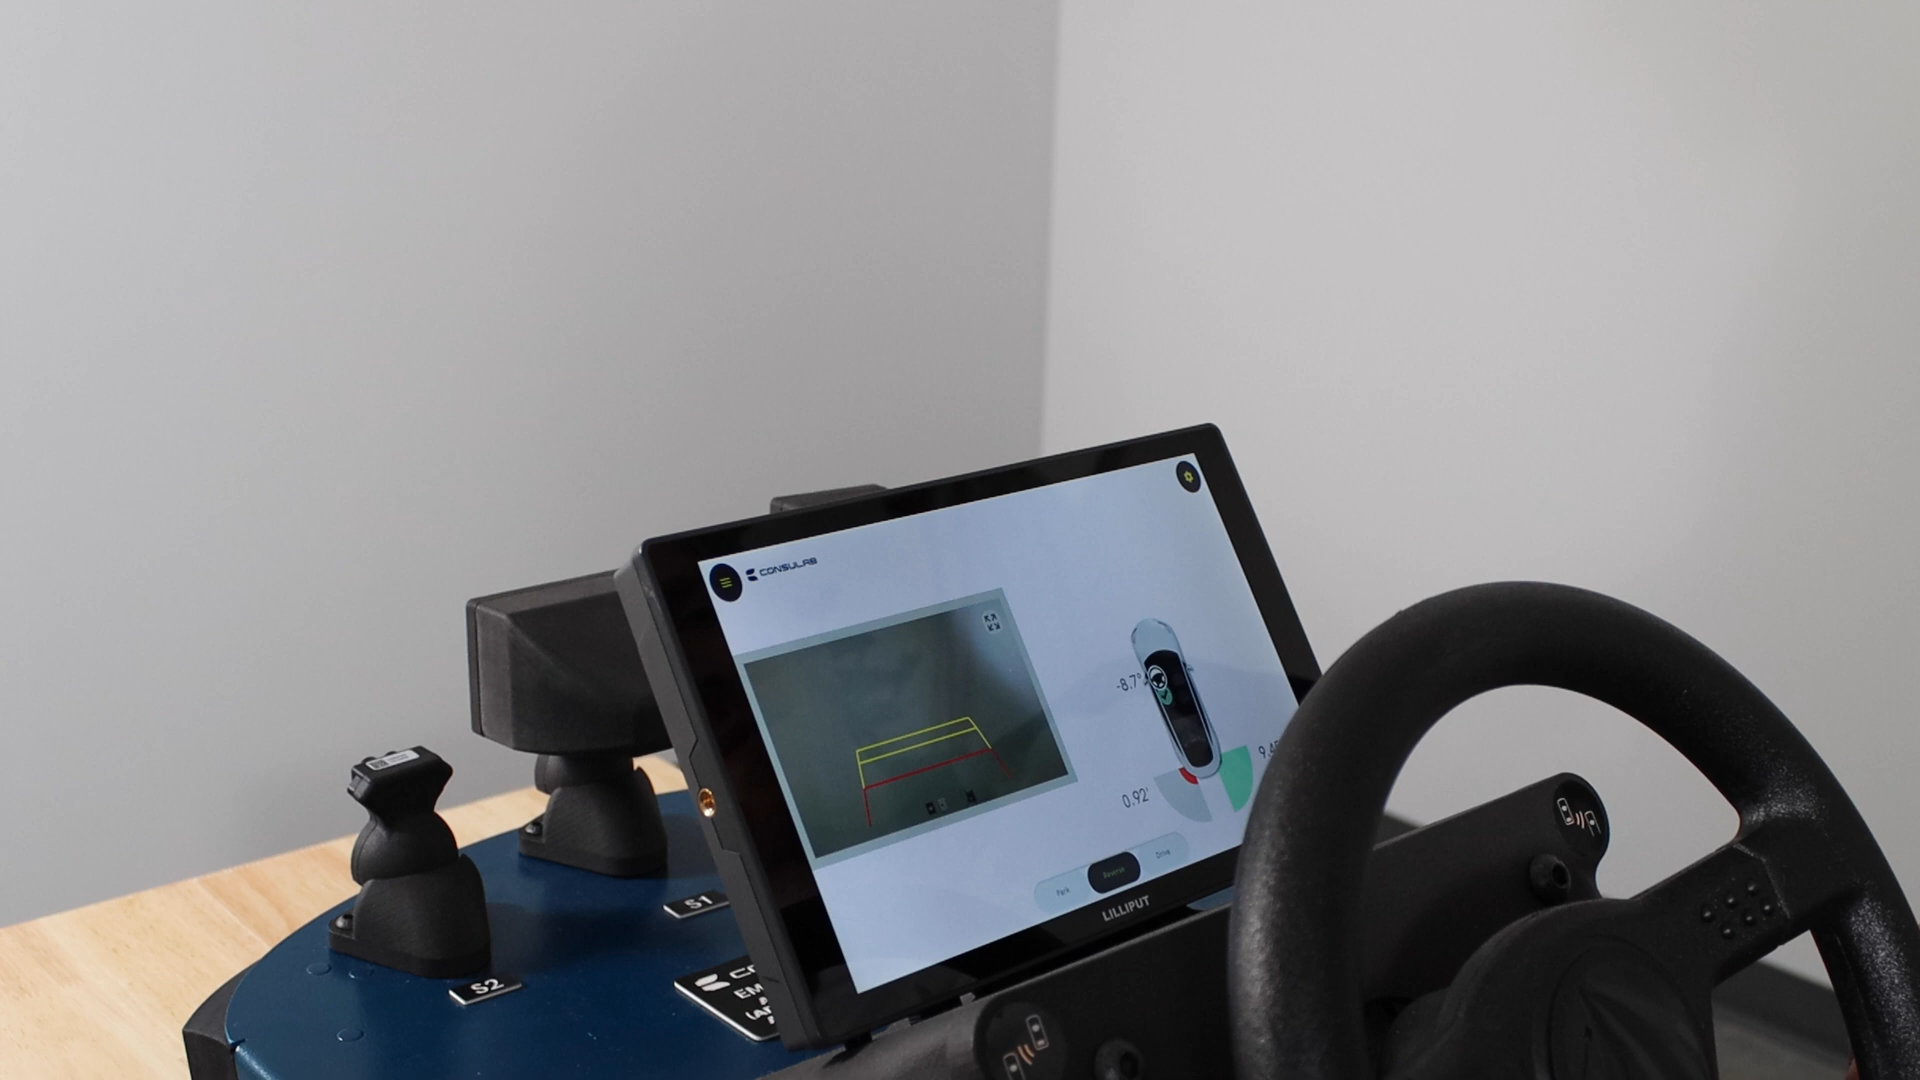 CONSULAB
-8.7°
0.92'
Park
Reverse
Drive
LILLIPUT
S1
S2